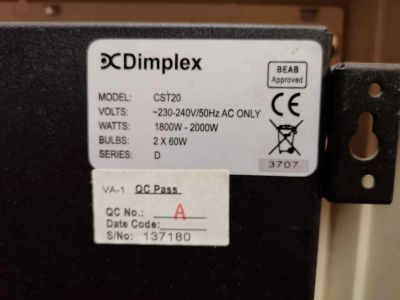 Dimplex
BEAB
Approved
MODEL: CST20
VOLTS: ~230-240V/50Hz AC ONLY
WATTS: 1800W - 2000W
BULBS: 2 X 60W
SERIES: D
CE
3707
VA-1 QC Pass
QC No.: A
Date Code:
S/No: 137180